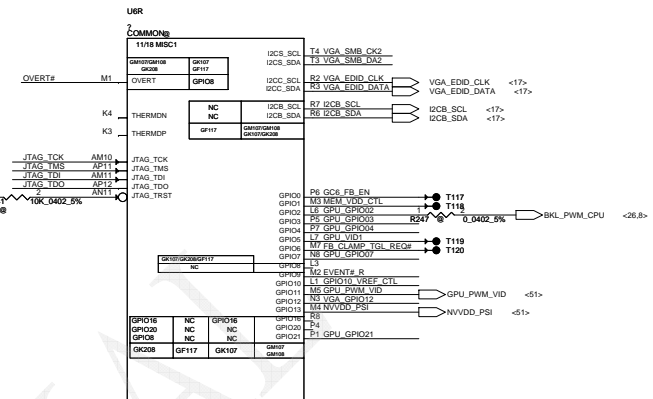 U6R
?
COMMON@
11/18 MISC1
I2CS_SCL T4 VGA_SMB_CK2
I2CS_SDA T3 VGA_SMB_DA2
GM107/GM108 GK208 GK107 GF117
OVERT# M1 OVERT GPIO8
I2CC_SCL R2 VGA_EDID_CLK VGA_EDID_CLK <17>
I2CC_SDA R3 VGA_EDID_DATA VGA_EDID_DATA <17>
NC I2CB_SCL R7 I2CB_SCL I2CB_SCL <17>
K4 THERMDN NC I2CB_SDA R6 I2CB_SDA I2CB_SDA <17>
K3 THERMDP GF117 GM107/GM108 GK107/GK208
JTAG_TCK AM10 JTAG_TCK
JTAG_TMS AP11 JTAG_TMS
JTAG_TDI AM11 JTAG_TDI
JTAG_TDO AP12 JTAG_TDO
1 2 AN11 JTAG_TRST
@ 10K_0402_5%
GPIO0 P6 GC6_FB_EN T117
GPIO1 M3 MEM_VDD_CTL T118
GPIO2 L6 GPU_GPIO02 1 2 BKL_PWM_CPU <26,8>
GPIO3 P5 GPU_GPIO03 R247 @ 0_0402_5%
GPIO4 P7 GPU_GPIO04
GPIO5 L7 GPU_VID1 T119
GPIO6 M7 FB_CLAMP_TGL_REQ# T120
GPIO7 N8 GPU_GPIO07
GK107/GK208/GF117 GPIO8 L3
NC GPIO9 M2 EVENT#_R
GPIO10 L1 GPIO10_VREF_CTL
GPIO11 M5 GPU_PWM_VID GPU_PWM_VID <51>
GPIO12 N3 VGA_GPIO12
GPIO13 M4 NVVDD_PSI NVVDD_PSI <51>
GPIO16 NC GPIO16 GPIO16 R8
GPIO20 NC NC GPIO20 P4
GPIO8 NC NC GPIO21 P1 GPU_GPIO21
GK208 GF117 GK107 GM107 GM108